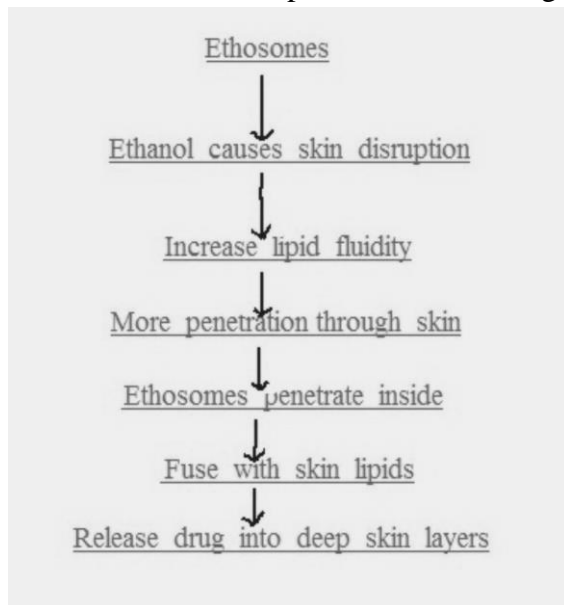 Ethosomes
Ethanol causes skin disruption
Increase lipid fluidity
More penetration through skin
Ethosomes penetrate inside
Fuse with skin lipids
Release drug into deep skin layers